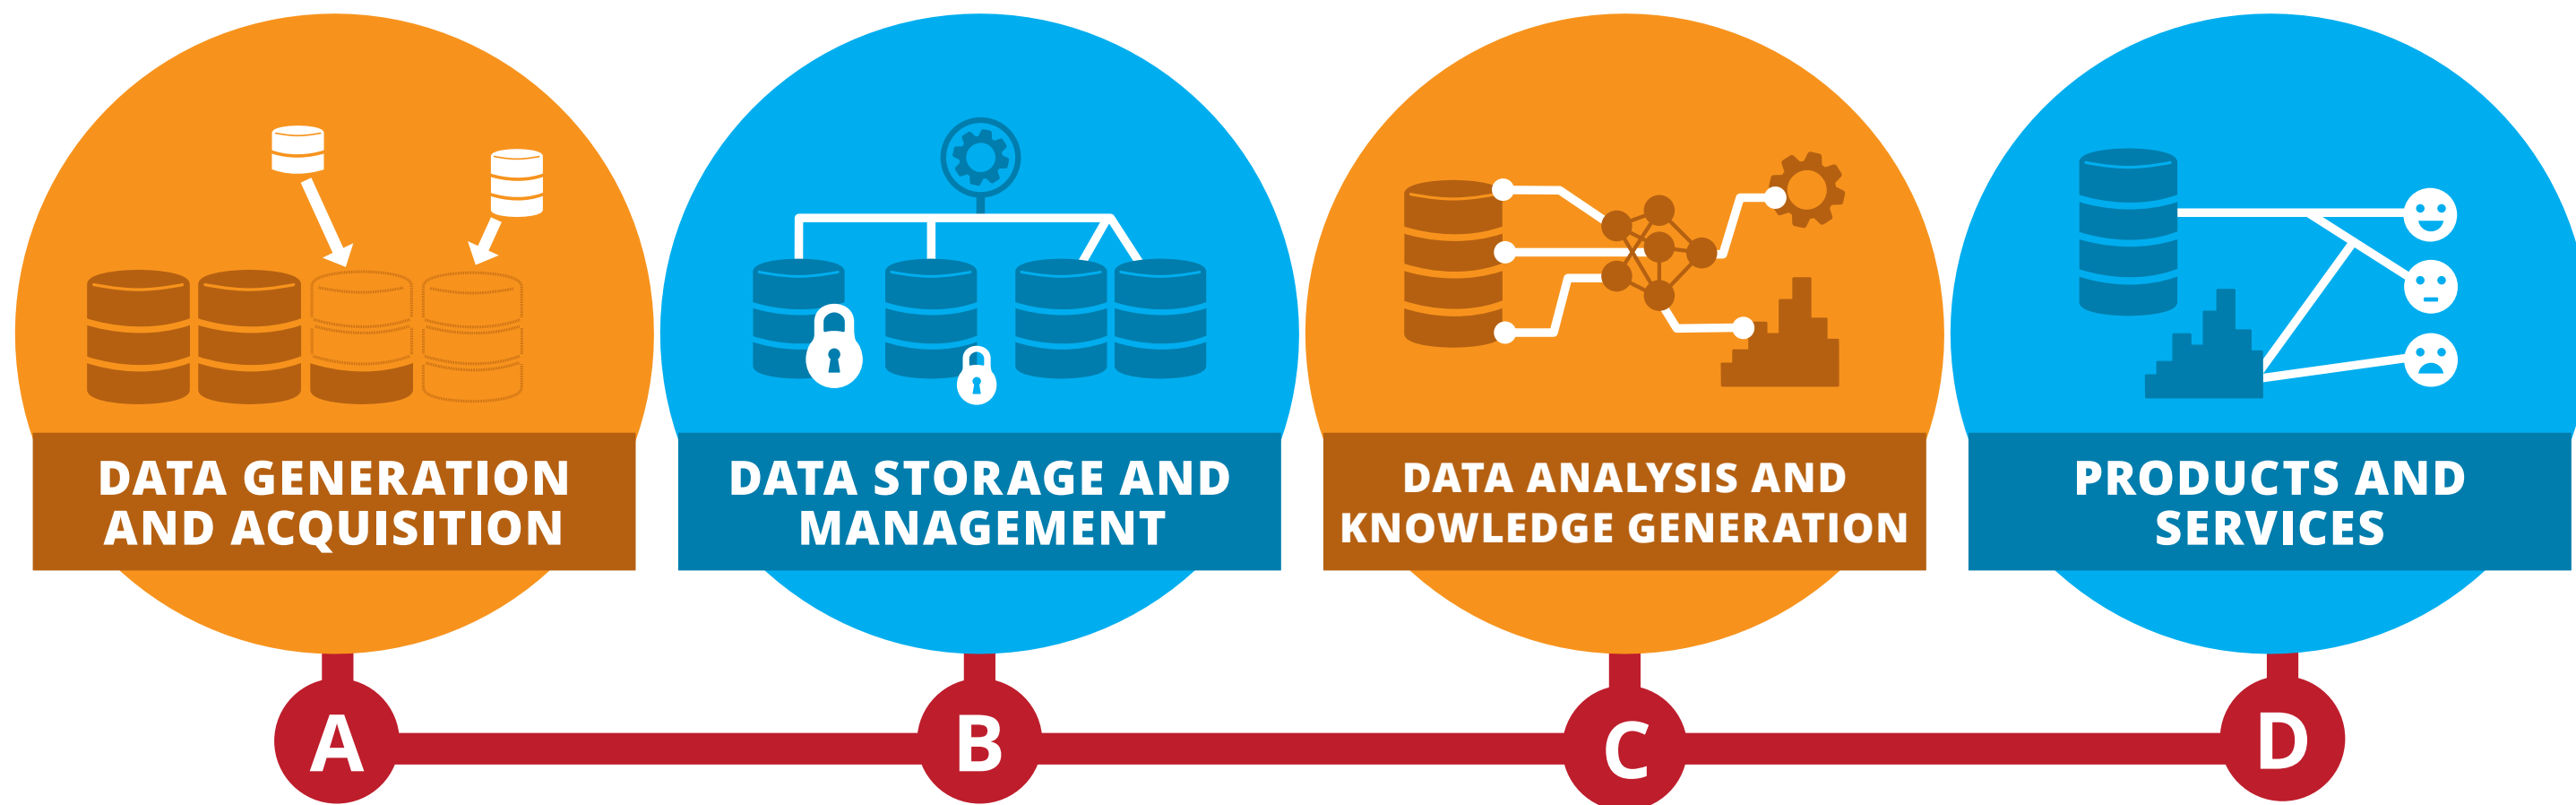 DATA GENERATION
AND ACQUISITION
DATA STORAGE AND
MANAGEMENT
DATA ANALYSIS AND
KNOWLEDGE GENERATION
PRODUCTS AND
SERVICES
A
B
C
D